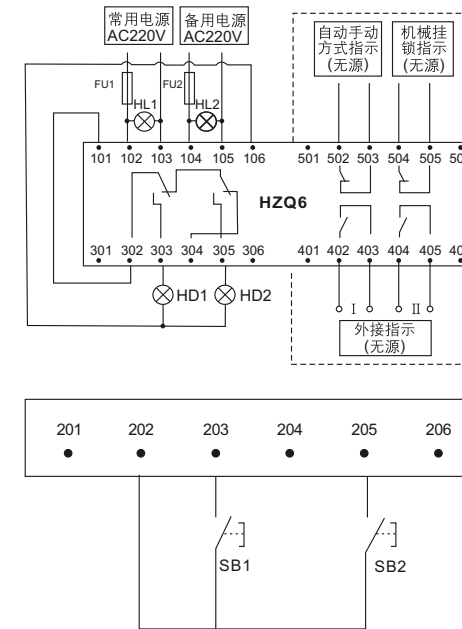 常用电源
AC220V
备用电源
AC220V
自动手动
方式指示
(无源)
机械挂
锁指示
(无源)
FU1
FU2
HL1
HL2
101 102 103 104 105 106
501 502 503 504 505
HZQ6
301 302 303 304 305 306
401 402 403 404 405
HD1
HD2
I
II
外接指示
(无源)
201 202 203 204 205 206
SB1
SB2